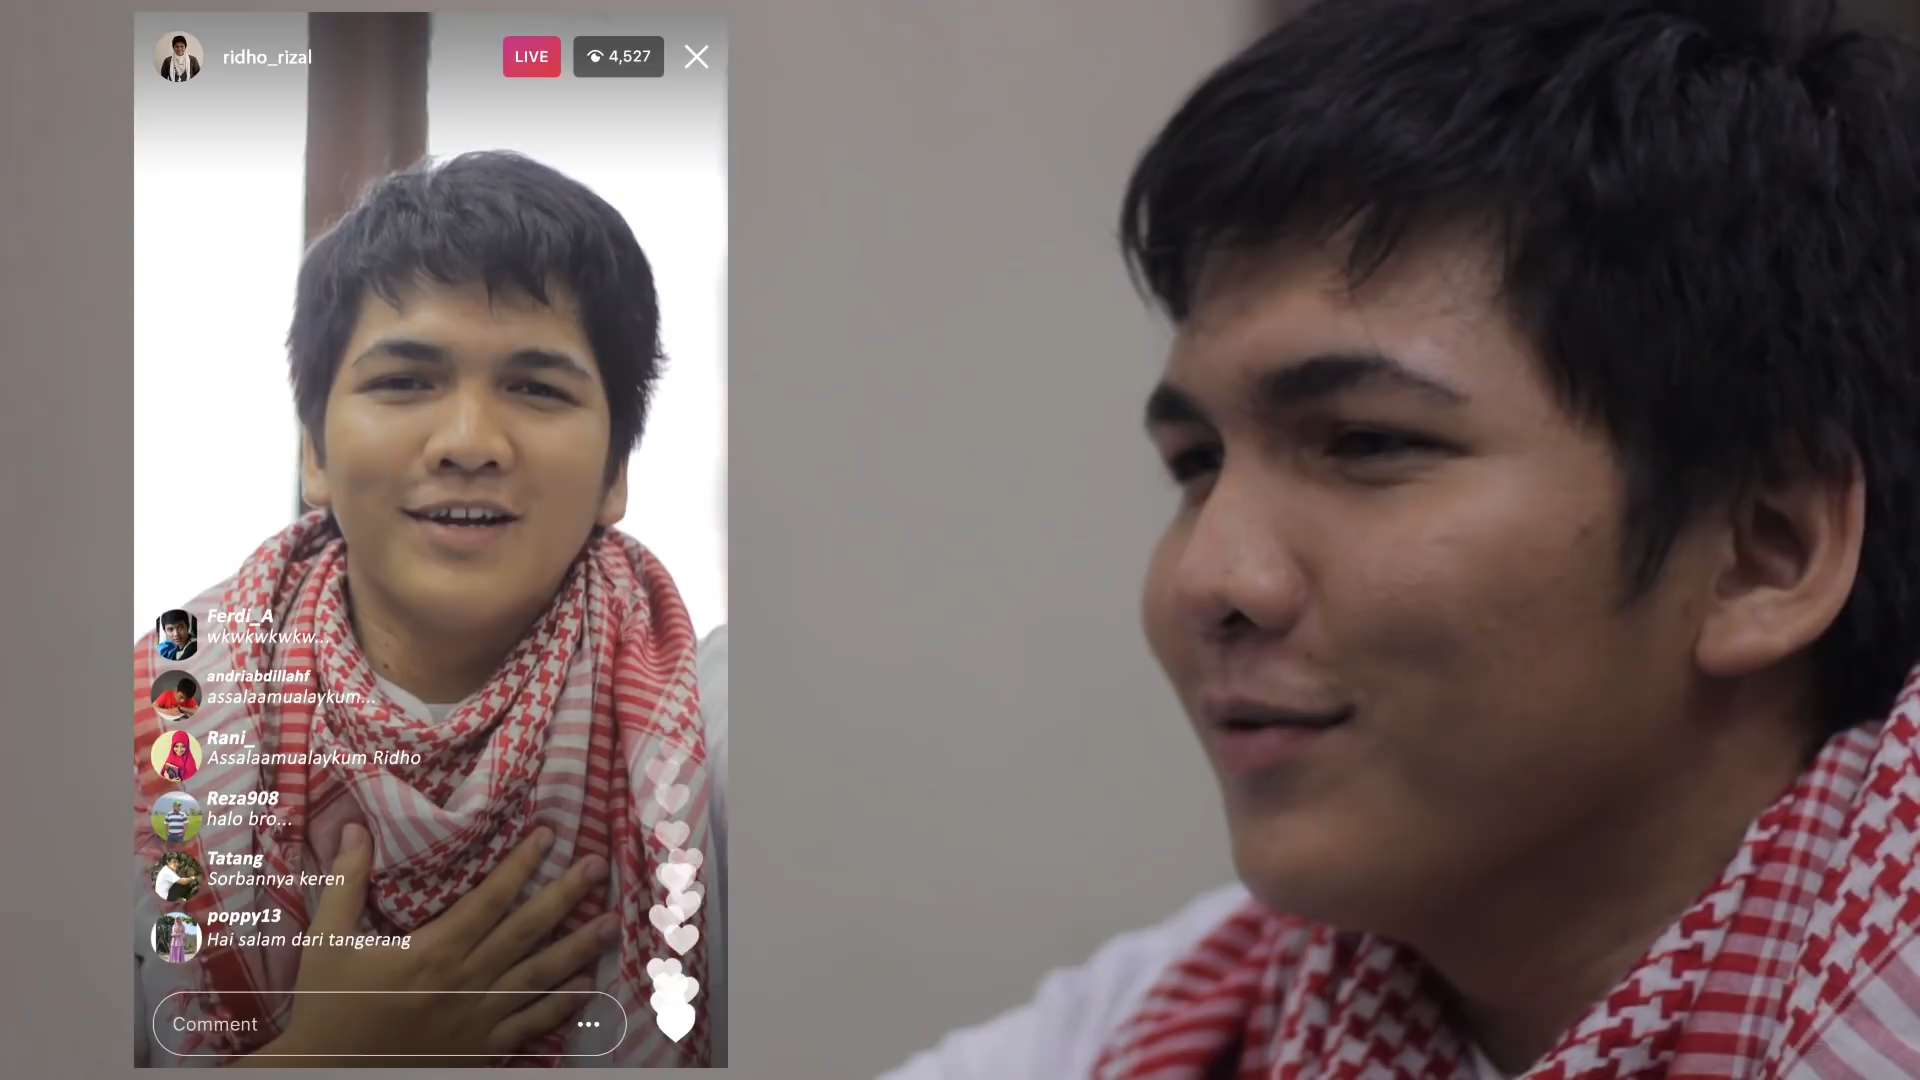 ridho_rizal
LIVE
4,527
Ferdi_A
wkwkwkwkw...
andriabdillahf
assalaamualaykum...
Rani_
Assalaamualaykum Ridho
Reza908
halo bro...
Tatang
Sorbannya keren
poppy13
Hai salam dari tangerang
Comment